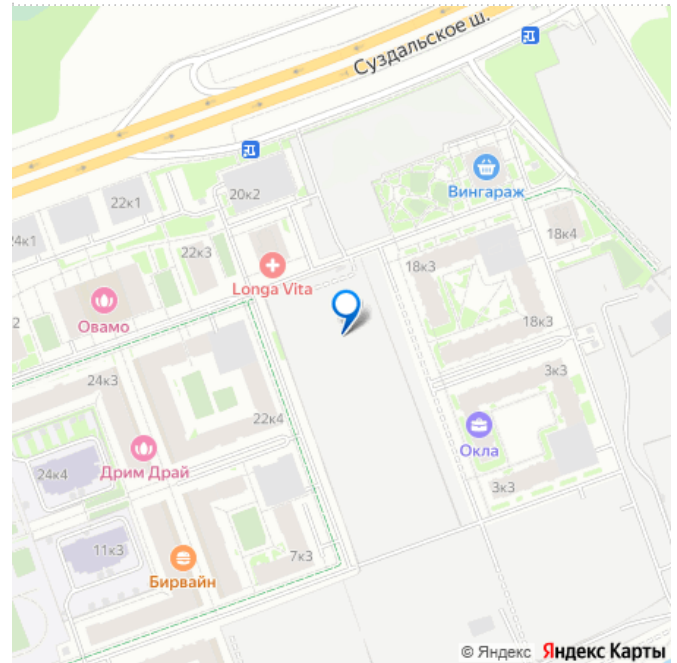 Суздальское ш.
Вингараж
22к1
20к2
24к1
18к4
22к3
18к3
Longa Vita
Овамо
2
18к3
24к3
3к3
22к4
Окла
Дрим Драй
24к4
3к3
11к3
7к3
Бирвайн
© Яндекс Яндекс Карты